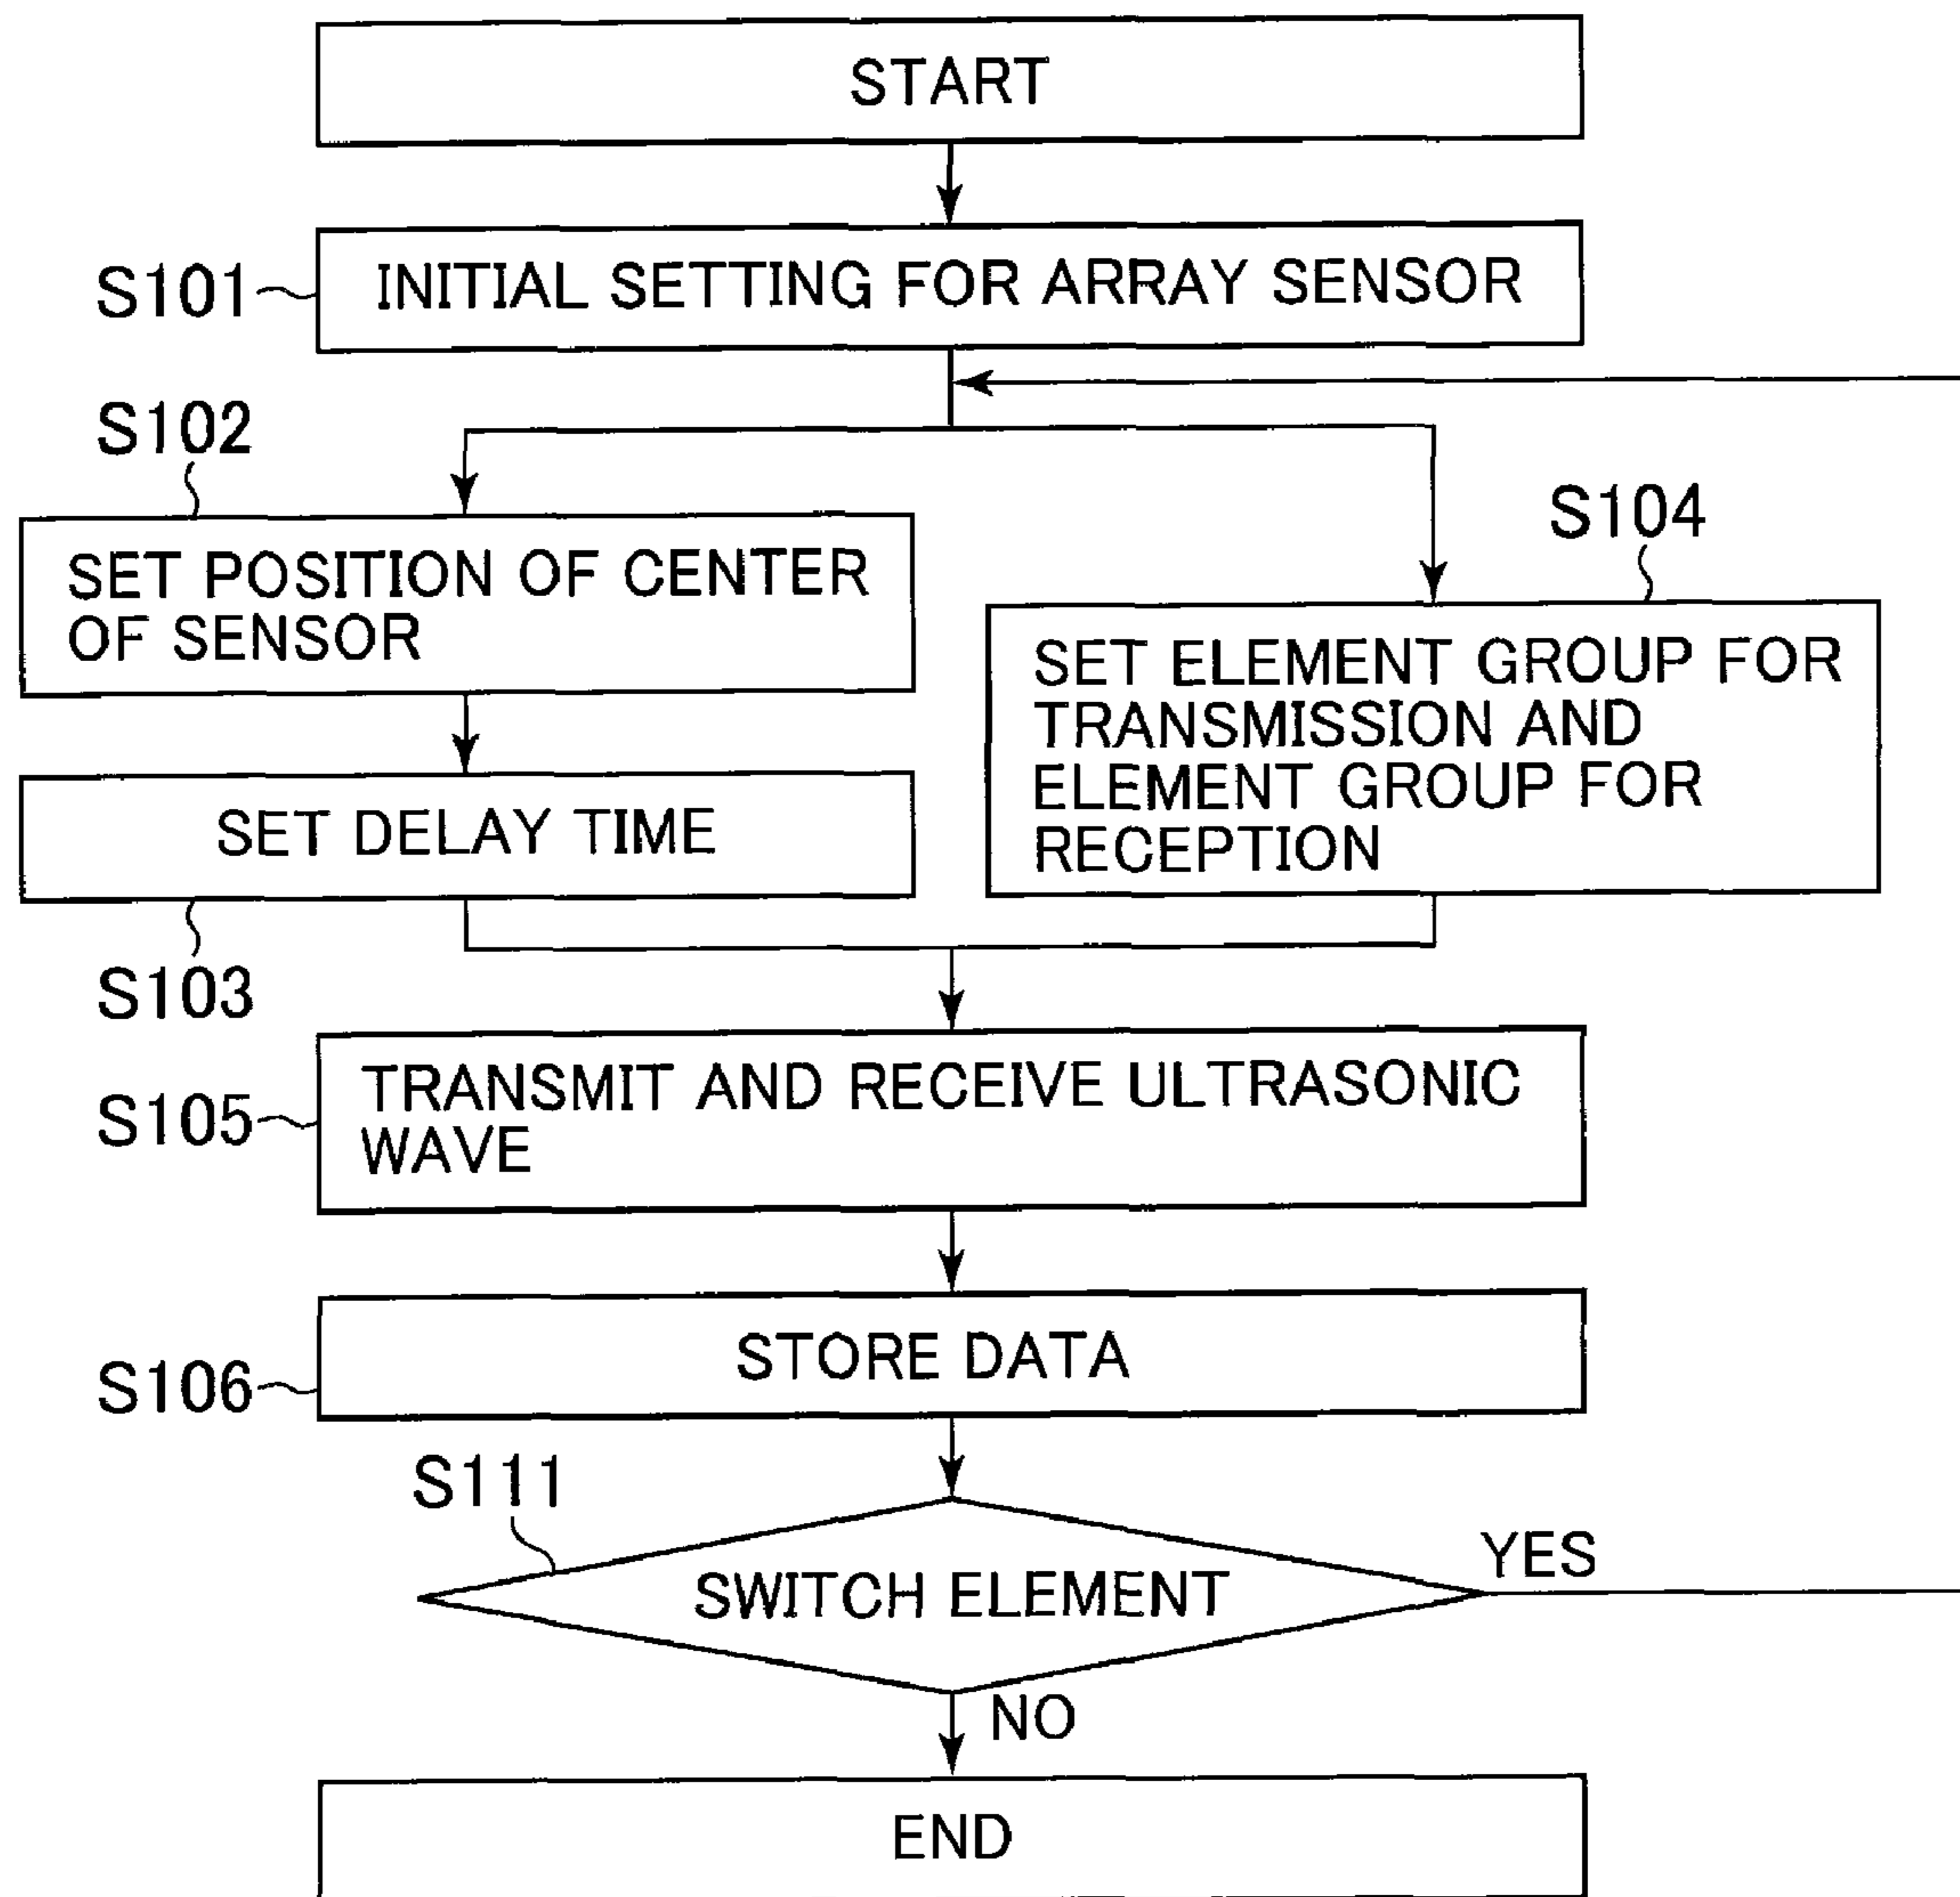 START
S101
INITIAL SETTING FOR ARRAY SENSOR
S102
SET POSITION OF CENTER
OF SENSOR
S104
SET ELEMENT GROUP FOR
TRANSMISSION AND
ELEMENT GROUP FOR
RECEPTION
SET DELAY TIME
S103
S105
TRANSMIT AND RECEIVE ULTRASONIC
WAVE
S106
STORE DATA
S111
SWITCH ELEMENT
YES
NO
END